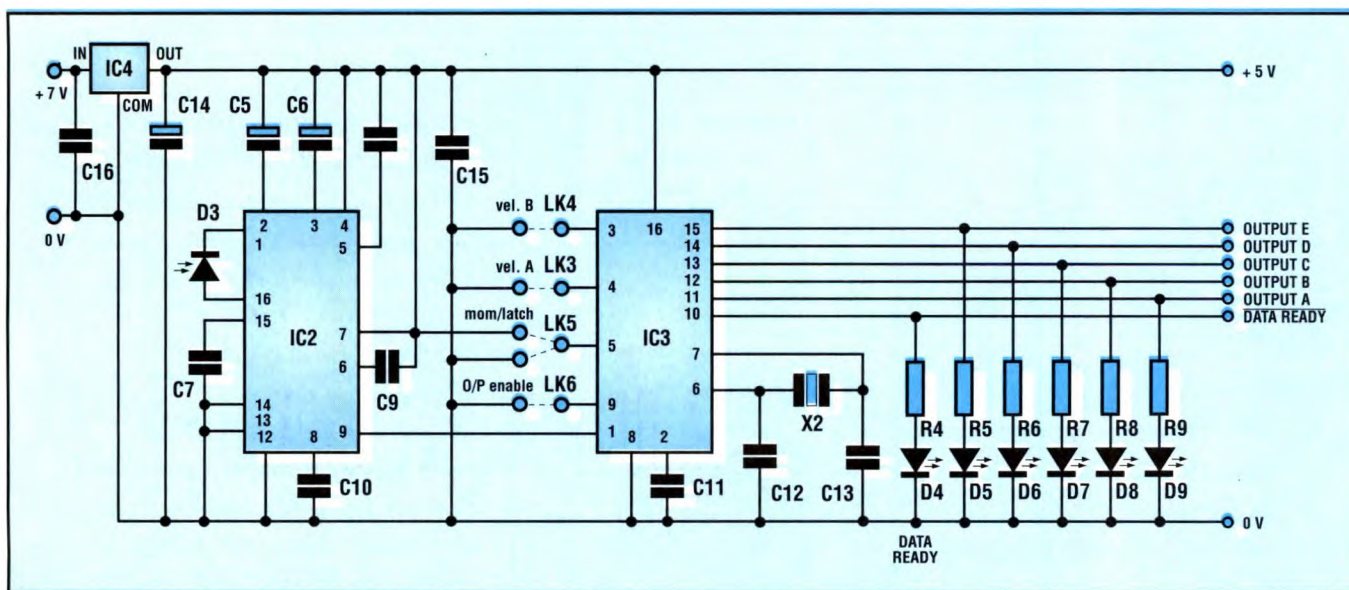 IN
OUT
IC4
+ 7 V
COM
C14
C5
C6
+ 5 V
C16
C15
0 V
D3
2
3
4
1
5
16
15
IC2
7
6
C7
C9
14
13
12
8
9
C10
vel. B
LK4
vel. A
LK3
mom/latch
LK5
O/P enable
LK6
3
16
15
14
4
13
12
11
10
IC3
5
7
6
9
1
8
2
C11
X2
C12
C13
OUTPUT E
OUTPUT D
OUTPUT C
OUTPUT B
OUTPUT A
DATA READY
R4
R5
R6
R7
R8
R9
D4
D5
D6
D7
D8
D9
DATA
READY
0 V